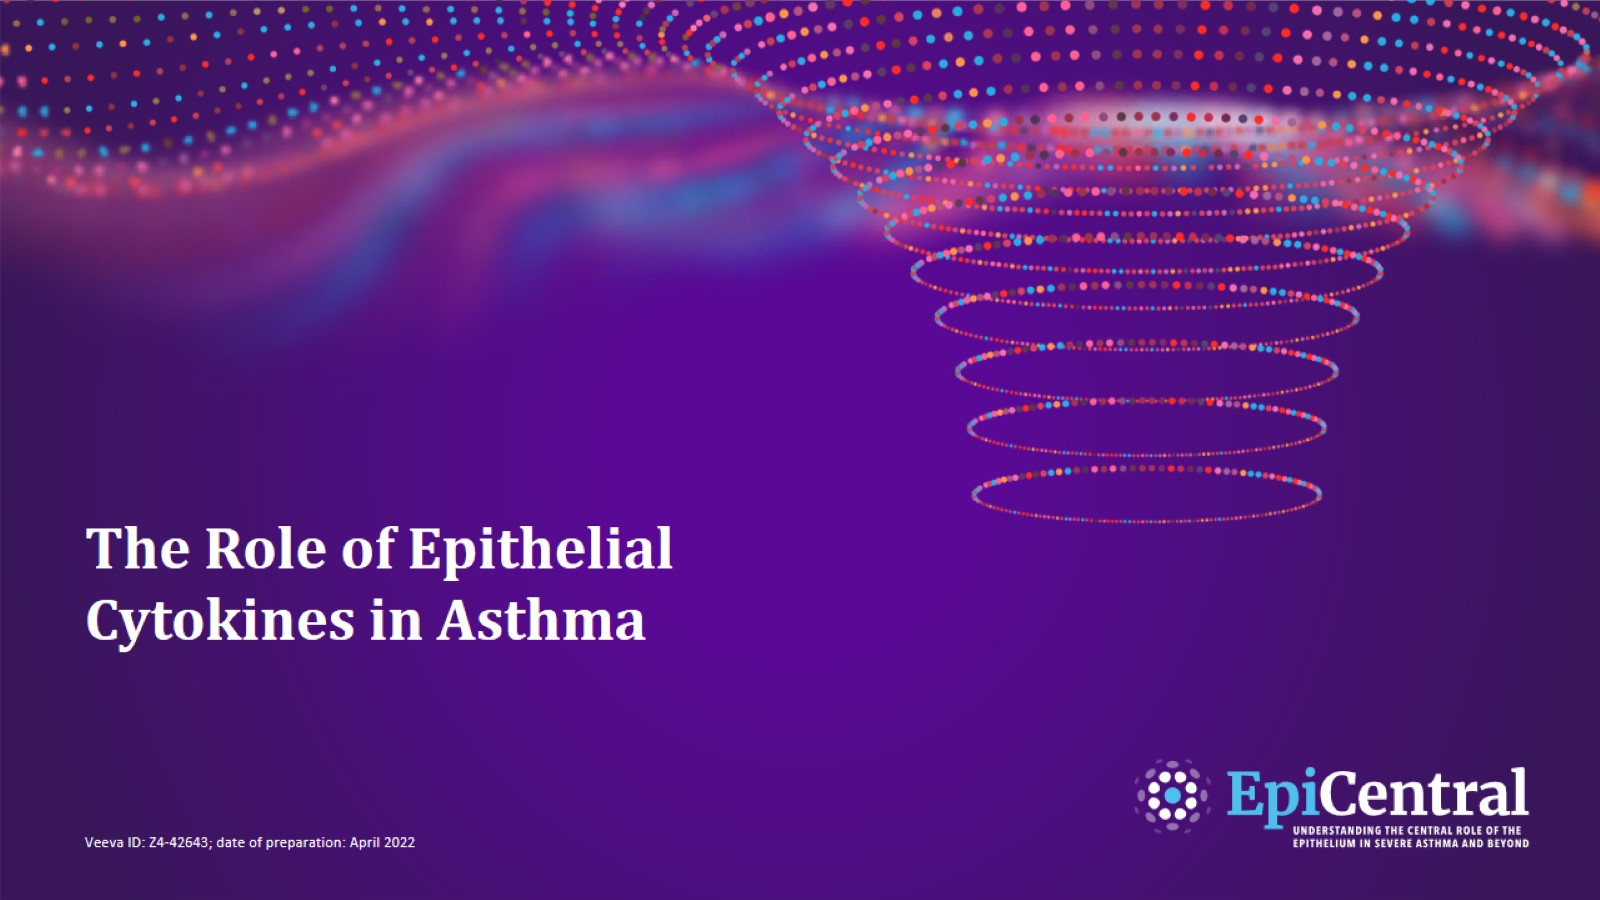 The Role of Epithelial
Cytokines in Asthma
Veeva ID: Z4-42643; date of preparation: April 2022
EpiCentral
UNDERSTANDING THE CENTRAL ROLE OF THE
EPITHELIUM IN SEVERE ASTHMA AND BEYOND